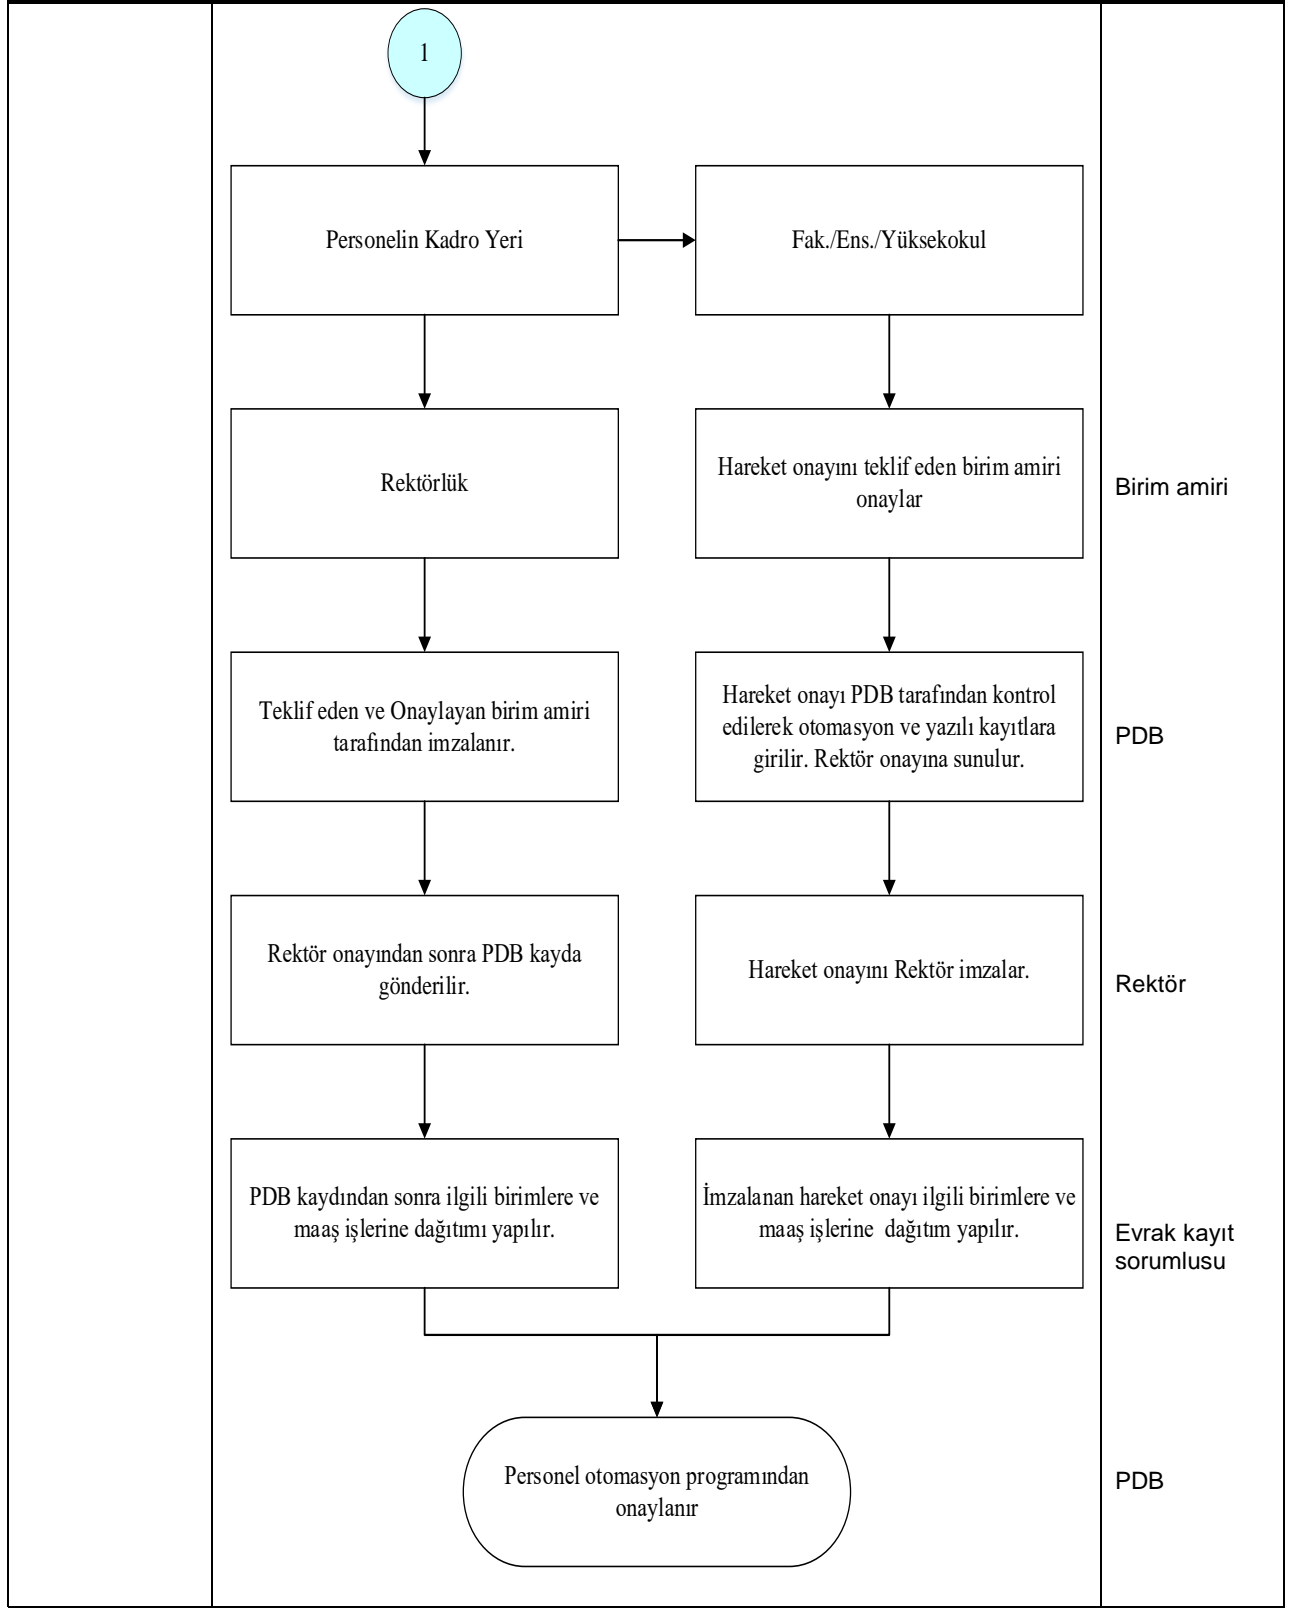 1
Personelin Kadro Yeri
Fak./Ens./Yüksekokul
Rektörlük
Hareket onayını teklif eden birim amiri
onaylar
Birim amiri
Teklif eden ve Onaylayan birim amiri
tarafından imzalanır.
Hareket onayı PDB tarafından kontrol
edilerek otomasyon ve yazılı kayıtlara
girilir. Rektör onayına sunulur.
PDB
Rektör onayından sonra PDB kayda
gönderilir.
Hareket onayını Rektör imzalar.
Rektör
PDB kaydından sonra ilgili birimlere ve
maaş işlerine dağıtımı yapılır.
İmzalanan hareket onayı ilgili birimlere ve
maaş işlerine  dağıtım yapılır.
Evrak kayıt
sorumlusu
Personel otomasyon programından
onaylanır
PDB